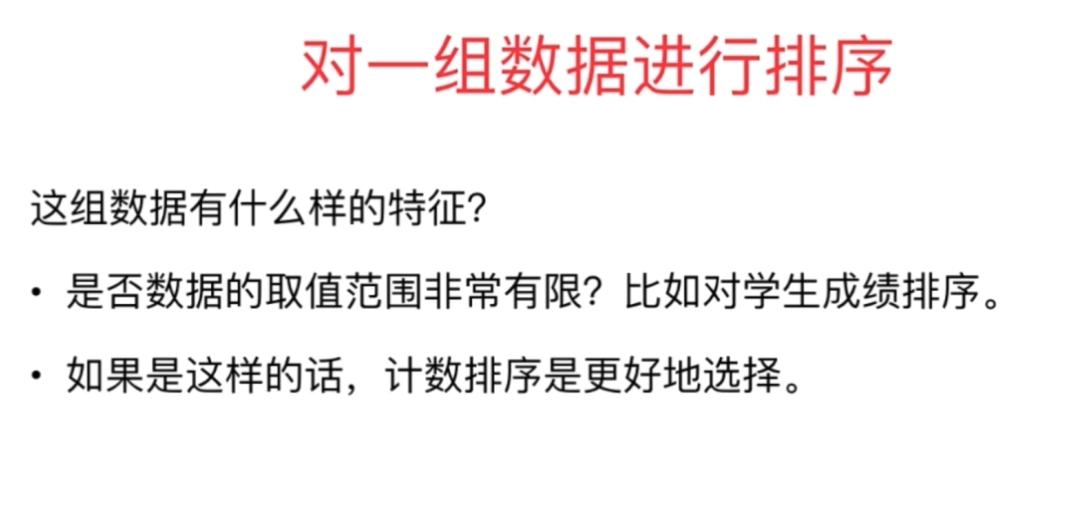 对一组数据进行排序
这组数据有什么样的特征？
• 是否数据的取值范围非常有限？比如对学生成绩排序。
• 如果是这样的话，计数排序是更好地选择。